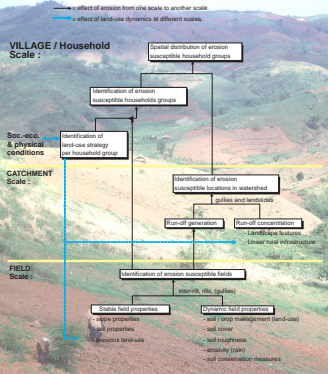 = effect of erosion from one scale to another scale.
= effect of land-use dynamics at different scales.
VILLAGE / Household
Scale :
Spatial distribution of erosion
susceptible household groups
Identification of erosion
susceptible households groups
Soc.-eco.
& physical
conditions
Identification of
land-use strategy
per household group
CATCHMENT
Scale :
Identification of erosion
susceptible locations in watershed
gullies and landslides
Run-off generation
Run-off concentration
- Landscape features
- Linear rural infrastructure
FIELD
Scale :
Identification of erosion susceptible fields
inter-rill, rills, (gullies)
Stable field properties
- slope properties
- soil properties
- previous land-use
Dynamic field properties
- soil / crop management (land-use)
- soil cover
- soil roughness
- erosivity (rain)
- soil conservation measures